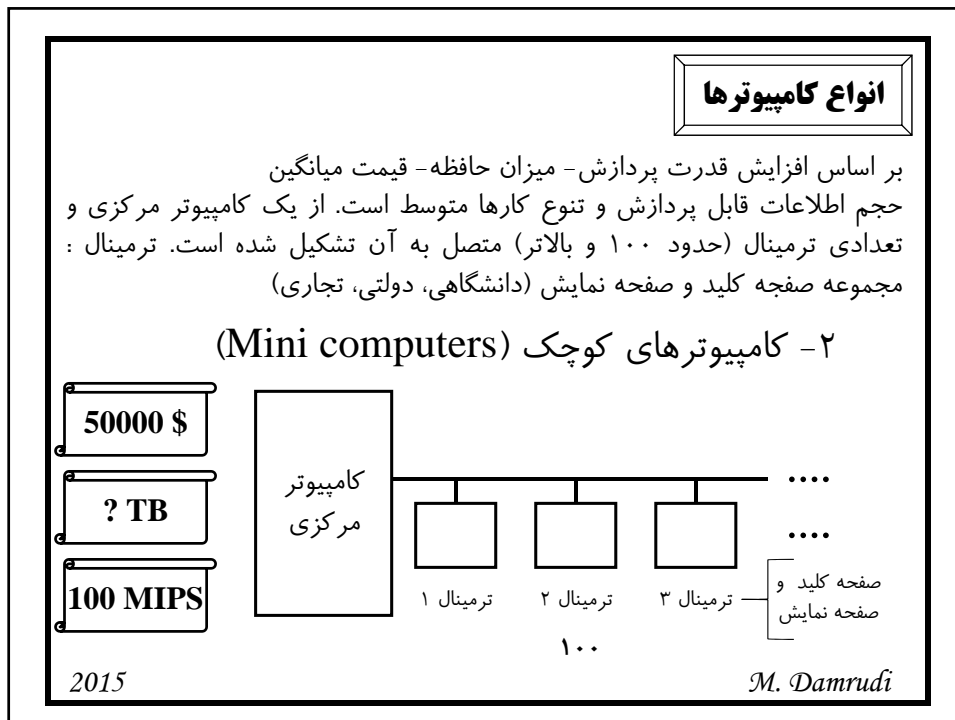 انواع کامپیوترها
بر اساس افزایش قدرت پردازش- میزان حافظه- قیمت میانگین
حجم اطلاعات قابل پردازش و تنوع کارها متوسط است. از یک کامپیوتر مرکزی و
تعدادی ترمینال (حدود ۱۰۰ و بالاتر) متصل به آن تشکیل شده است. ترمینال :
مجموعه صفجه کلید و صفحه نمایش (دانشگاهی، دولتی، تجاری)
۲- کامپیوترهای کوچک (Mini computers)
50000 $
? TB
100 MIPS
کامپیوتر
مرکزی
....
....
ترمینال ۱
ترمینال ۲
ترمینال ۳
صفحه کلید و
صفحه نمایش
۱۰۰
2015
M. Damrudi